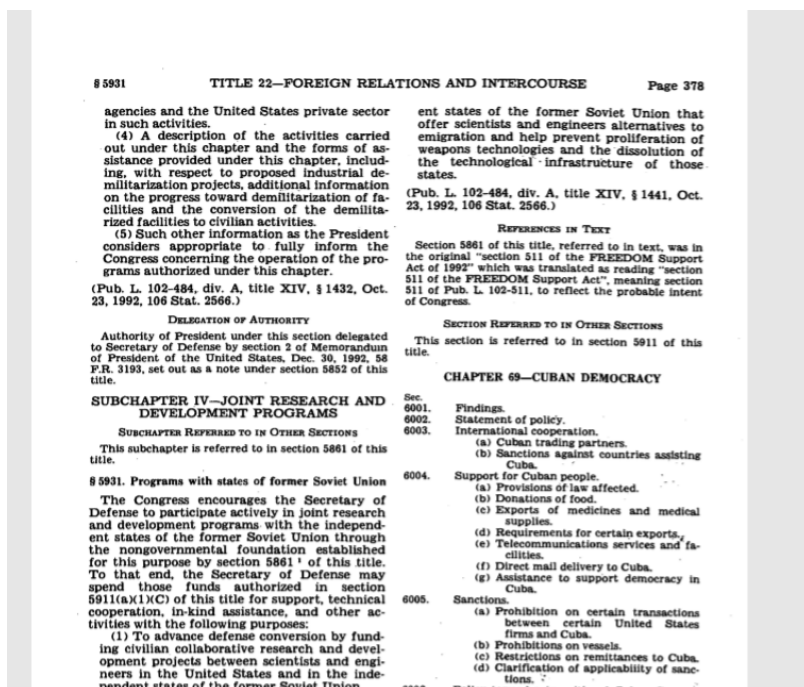 § 5931
TITLE 22—FOREIGN RELATIONS AND INTERCOURSE
Page 378
agencies and the United States private sector
in such activities.
(4) A description of the activities carried
out under this chapter and the forms of as-
sistance provided under this chapter, includ-
ing, with respect to proposed industrial de-
militarization projects, additional information
on the progress toward demilitarization of fa-
cilities and the conversion of the demilita-
rized facilities to civilian activities.
(5) Such other information as the President
considers appropriate to fully inform the
Congress concerning the operation of the pro-
grams authorized under this chapter.
(Pub. L. 102-484, div. A, title XIV, § 1432, Oct.
23, 1992, 106 Stat. 2566.)
DELEGATION OF AUTHORITY
Authority of President under this section delegated
to Secretary of Defense by section 2 of Memorandum
of President of the United States, Dec. 30, 1992, 58
F.R. 3193, set out as a note under section 5852 of this
title.
SUBCHAPTER IV—JOINT RESEARCH AND
DEVELOPMENT PROGRAMS
SUBCHAPTER REFERRED TO IN OTHER SECTIONS
This subchapter is referred to in section 5861 of this
title.
§ 5931. Programs with states of former Soviet Union
The Congress encourages the Secretary of
Defense to participate actively in joint research
and development programs with the independ-
ent states of the former Soviet Union through
the nongovernmental foundation established
for this purpose by section 5861 ¹ of this title.
To that end, the Secretary of Defense may
spend those funds authorized in section
5911(a)(1)(C) of this title for support, technical
cooperation, in-kind assistance, and other ac-
tivities with the following purposes:
(1) To advance defense conversion by fund-
ing civilian collaborative research and devel-
opment projects between scientists and engi-
neers in the United States and in the inde-
pendent states of the former Soviet Union.
ent states of the former Soviet Union that
offer scientists and engineers alternatives to
emigration and help prevent proliferation of
weapons technologies and the dissolution of
the technological infrastructure of those
states.
(Pub. L. 102-484, div. A, title XIV, § 1441, Oct.
23, 1992, 106 Stat. 2566.)
REFERENCES IN TEXT
Section 5861 of this title, referred to in text, was in
the original "section 511 of the FREEDOM Support
Act of 1992" which was translated as reading "section
511 of the FREEDOM Support Act", meaning section
511 of Pub. L. 102-511, to reflect the probable intent
of Congress.
SECTION REFERRED TO IN OTHER SECTIONS
This section is referred to in section 5911 of this
title.
CHAPTER 69—CUBAN DEMOCRACY
Sec.
6001. Findings.
6002. Statement of policy.
6003. International cooperation.
(a) Cuban trading partners.
(b) Sanctions against countries assisting
Cuba.
6004. Support for Cuban people.
(a) Provisions of law affected.
(b) Donations of food.
(c) Exports of medicines and medical
supplies.
(d) Requirements for certain exports.
(e) Telecommunications services and fa-
cilities.
(f) Direct mail delivery to Cuba.
(g) Assistance to support democracy in
Cuba.
6005. Sanctions.
(a) Prohibition on certain transactions
between certain United States
firms and Cuba.
(b) Prohibitions on vessels.
(c) Restrictions on remittances to Cuba.
(d) Clarification of applicability of sanc-
tions.